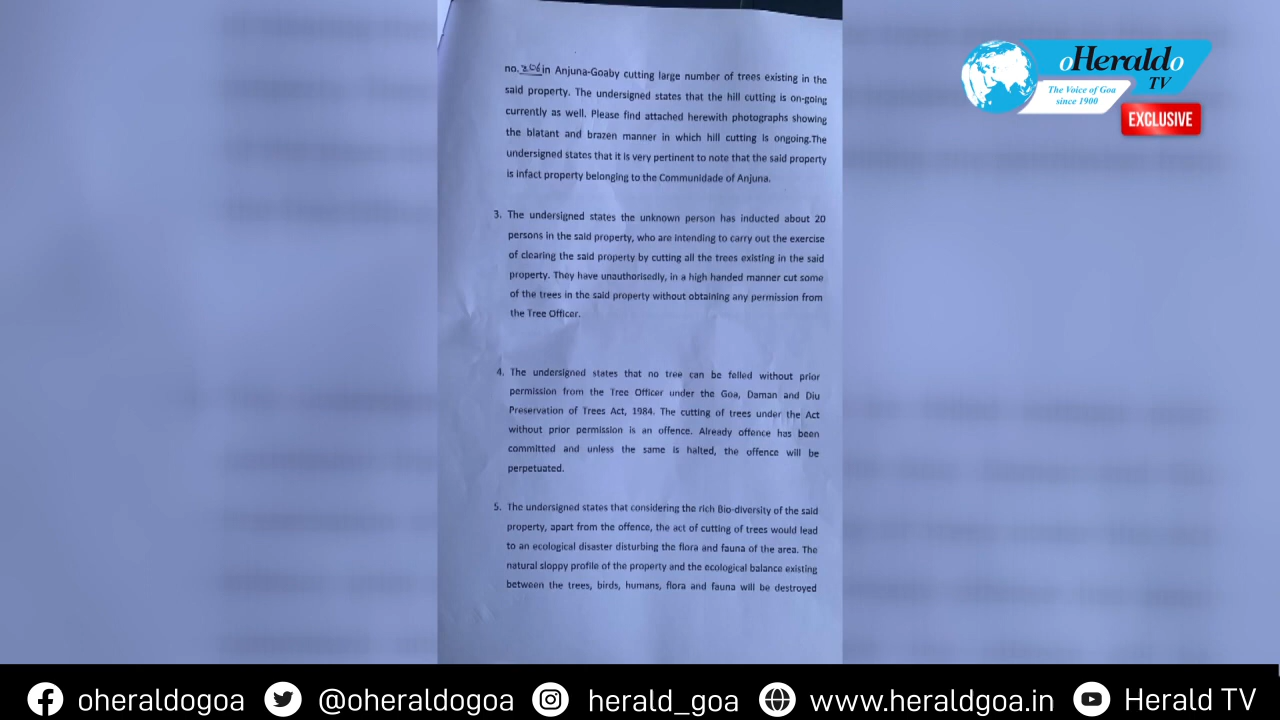 no. 206 in Anjuna-Goaby cutting large number of trees existing in the
said property. The undersigned states that the hill cutting is on-going
currently as well. Please find attached herewith photographs showing
the blatant and brazen manner in which hill cutting is ongoing.The
undersigned states that it is very pertinent to note that the said property
is infact property belonging to the Communidade of Anjuna.
3. The undersigned states the unknown person has inducted about 20
persons in the said property, who are intending to carry out the exercise
of clearing the said property by cutting all the trees existing in the said
property. They have unauthorisedly, in a high handed manner cut some
of the trees in the said property without obtaining any permission from
the Tree Officer.
4. The undersigned states that no tree can be felled without prior
permission from the Tree Officer under the Goa, Daman and Diu
Preservation of Trees Act, 1984. The cutting of trees under the Act
without prior permission is an offence. Already offence has been
committed and unless the same is halted, the offence will be
perpetuated.
5. The undersigned states that considering the rich Bio-diversity of the said
property, apart from the offence, the act of cutting of trees would lead
to an ecological disaster disturbing the flora and fauna of the area. The
natural sloppy profile of the property and the ecological balance existing
between the trees, birds, humans, flora and fauna will be destroyed
oHeraldo
TV
The Voice of Goa
since 1900
EXCLUSIVE
oheraldogoa @oheraldogoa herald_goa www.heraldgoa.in Herald TV